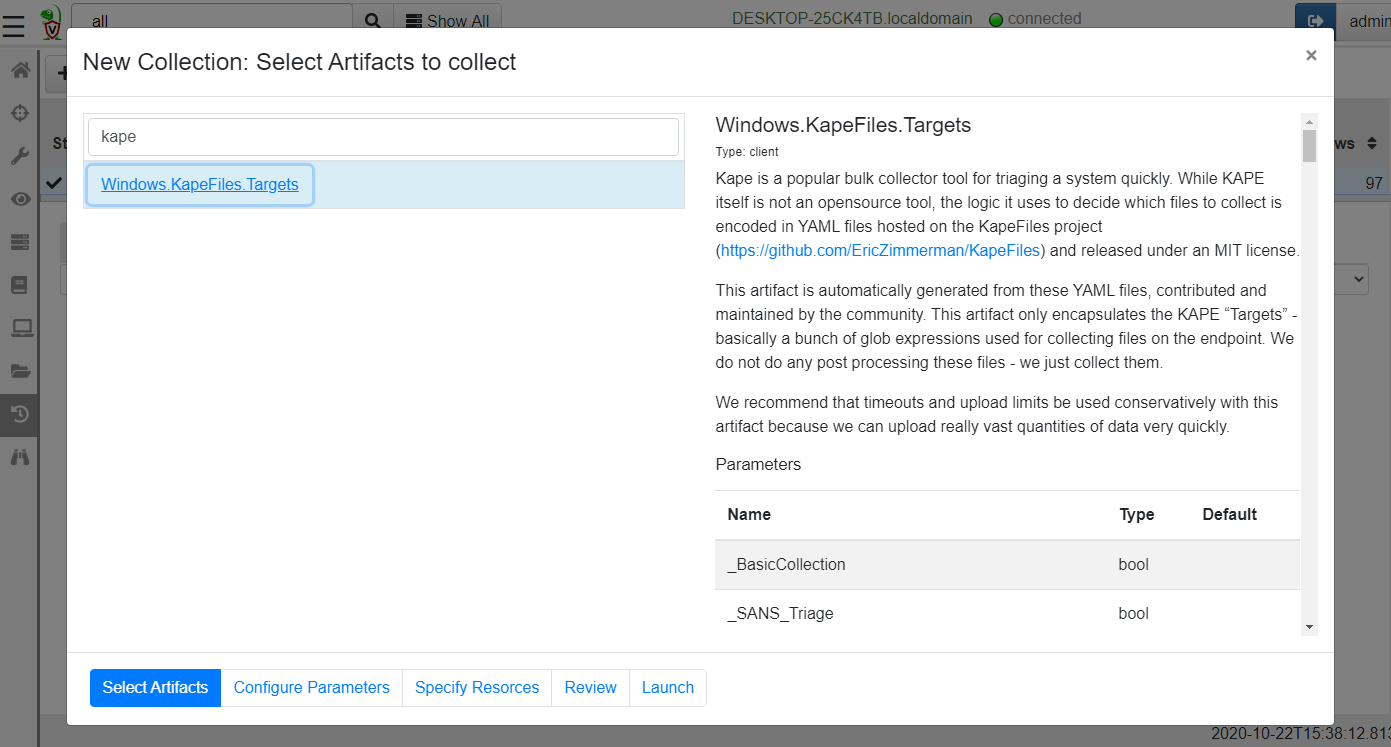 all
Show All
DESKTOP-25CK4TB.localdomain
connected
admin
New Collection: Select Artifacts to collect
×
kape
Windows.KapeFiles.Targets
Windows.KapeFiles.Targets
Type: client
Kape is a popular bulk collector tool for triaging a system quickly. While KAPE
itself is not an opensource tool, the logic it uses to decide which files to collect is
encoded in YAML files hosted on the KapeFiles project
(https://github.com/EricZimmerman/KapeFiles) and released under an MIT license.
This artifact is automatically generated from these YAML files, contributed and
maintained by the community. This artifact only encapsulates the KAPE “Targets” -
basically a bunch of glob expressions used for collecting files on the endpoint. We
do not do any post processing these files - we just collect them.
We recommend that timeouts and upload limits be used conservatively with this
artifact because we can upload really vast quantities of data very quickly.
Parameters
Name Type Default
_BasicCollection bool
_SANS_Triage bool
St
ws
97
Select Artifacts Configure Parameters Specify Resorces Review Launch
2020-10-22T15:38:12.813